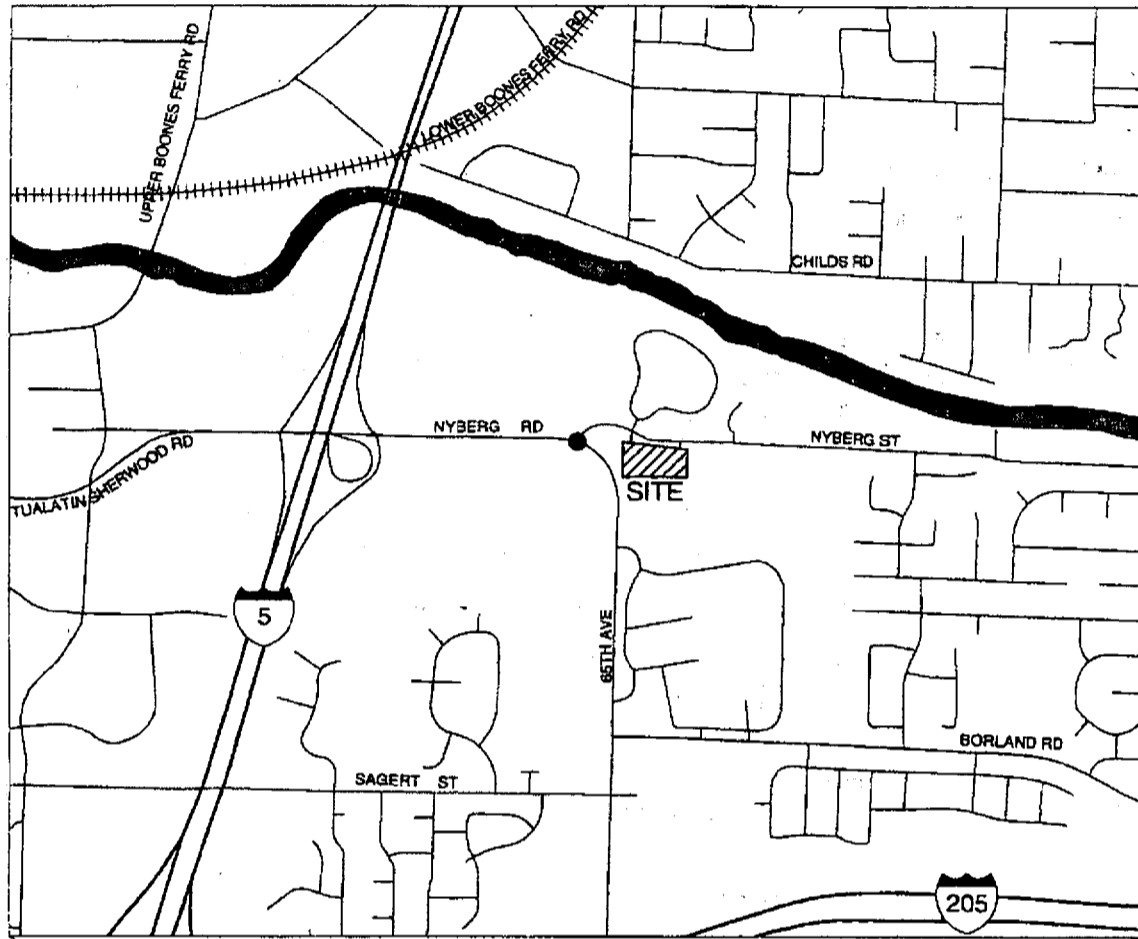 UPPER BOONES FERRY RD
LOWER BOONES FERRY RD
CHILDS RD
NYBERG RD
NYBERG ST
SITE
TUALATIN SHERWOOD RD
5
65TH AVE
BORLAND RD
SAGERT ST
205